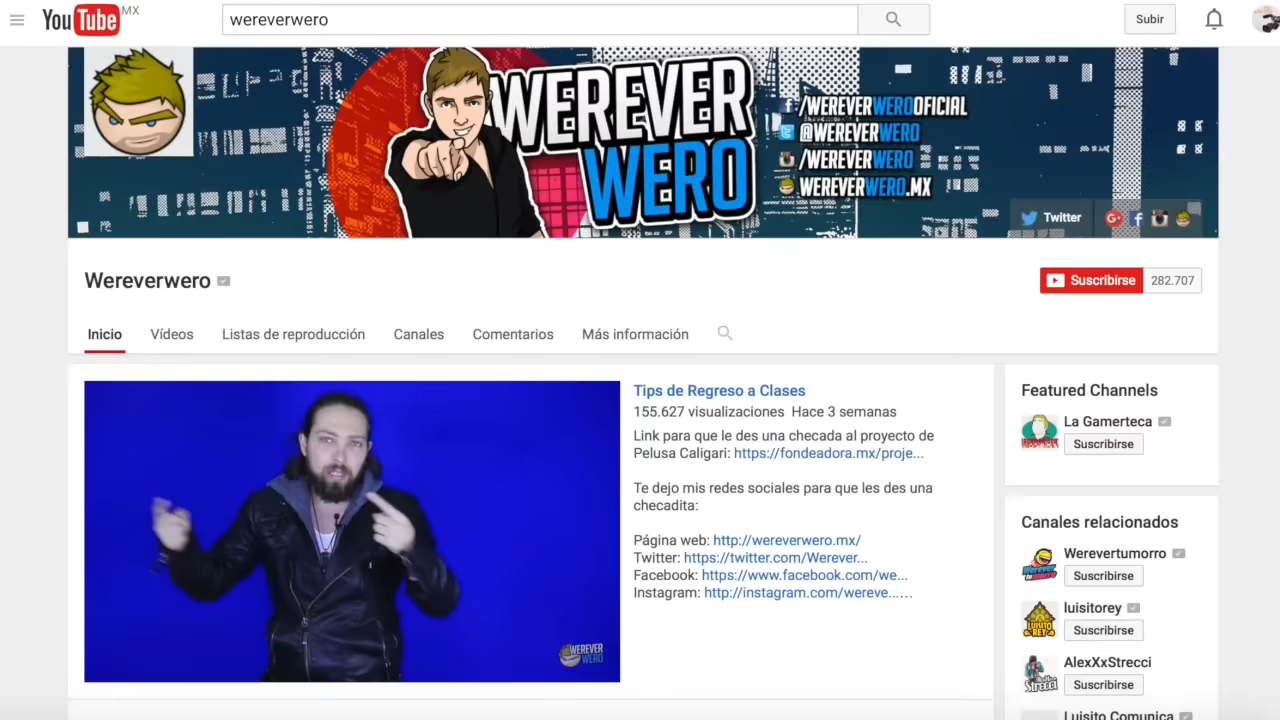 YouTube MX
wereverwero
Subir
WEREVER
WERO
/WEREVERWEROOFICIAL
@WEREVERWERO
/WEREVERWERO
WEREVERWERO.MX
Twitter
Wereverwero
Suscribirse 282.707
Inicio Vídeos Listas de reproducción Canales Comentarios Más información
WEREVER
WERO
Tips de Regreso a Clases
155.627 visualizaciones Hace 3 semanas
Link para que le des una checada al proyecto de
Pelusa Caligari: https://fondeadora.mx/proje...
Te dejo mis redes sociales para que les des una
checadita:
Página web: http://wereverwero.mx/
Twitter: https://twitter.com/Werever...
Facebook: https://www.facebook.com/we...
Instagram: http://instagram.com/wereve......
Featured Channels
La Gamerteca
Suscribirse
Canales relacionados
Werevertumorro
Suscribirse
luisitorey
LUISITO
REY
Suscribirse
AlexXxStrecci
Strecci
Suscribirse
Luisito Comunica